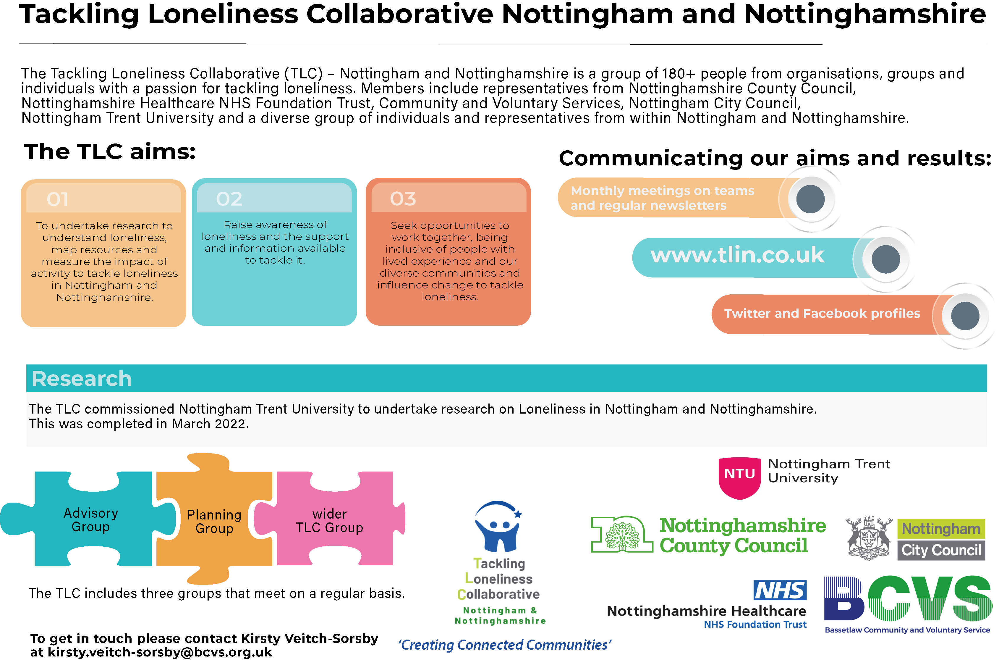 Tackling Loneliness Collaborative Nottingham and Nottinghamshire
The Tackling Loneliness Collaborative (TLC) – Nottingham and Nottinghamshire is a group of 180+ people from organisations, groups and
individuals with a passion for tackling loneliness. Members include representatives from Nottinghamshire County Council,
Nottinghamshire Healthcare NHS Foundation Trust, Community and Voluntary Services, Nottingham City Council,
Nottingham Trent University and a diverse group of individuals and representatives from within Nottingham and Nottinghamshire.
The TLC aims:
01
To undertake research to
understand loneliness,
map resources and
measure the impact of
activity to tackle loneliness
in Nottingham and
Nottinghamshire.
02
Raise awareness of
loneliness and the support
and information available
to tackle it.
03
Seek opportunities to
work together, being
inclusive of people with
lived experience and our
diverse communities and
influence change to tackle
loneliness.
Communicating our aims and results:
Monthly meetings on teams
and regular newsletters
www.tlin.co.uk
Twitter and Facebook profiles
Research
The TLC commissioned Nottingham Trent University to undertake research on Loneliness in Nottingham and Nottinghamshire.
This was completed in March 2022.
Advisory
Group
Planning
Group
wider
TLC Group
The TLC includes three groups that meet on a regular basis.
To get in touch please contact Kirsty Veitch-Sorsby
at kirsty.veitch-sorsby@bcvs.org.uk
Tackling
Loneliness
Collaborative
Nottingham &
Nottinghamshire
'Creating Connected Communities'
NTU
Nottingham Trent
University
Nottinghamshire
County Council
Nottingham
City Council
NHS
Nottinghamshire Healthcare
NHS Foundation Trust
BCVS
Bassetlaw Community and Voluntary Service